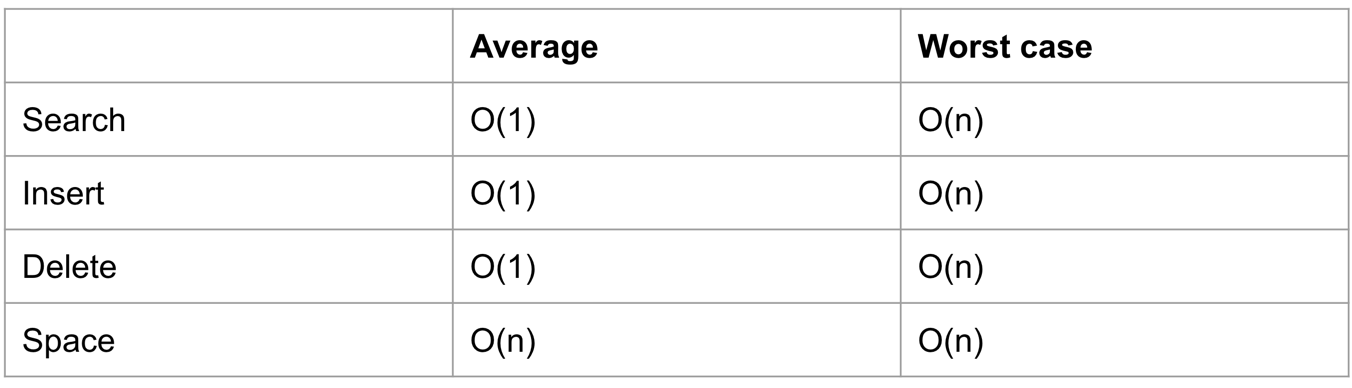 Average Worst case
Search O(1) O(n)
Insert O(1) O(n)
Delete O(1) O(n)
Space O(n) O(n)